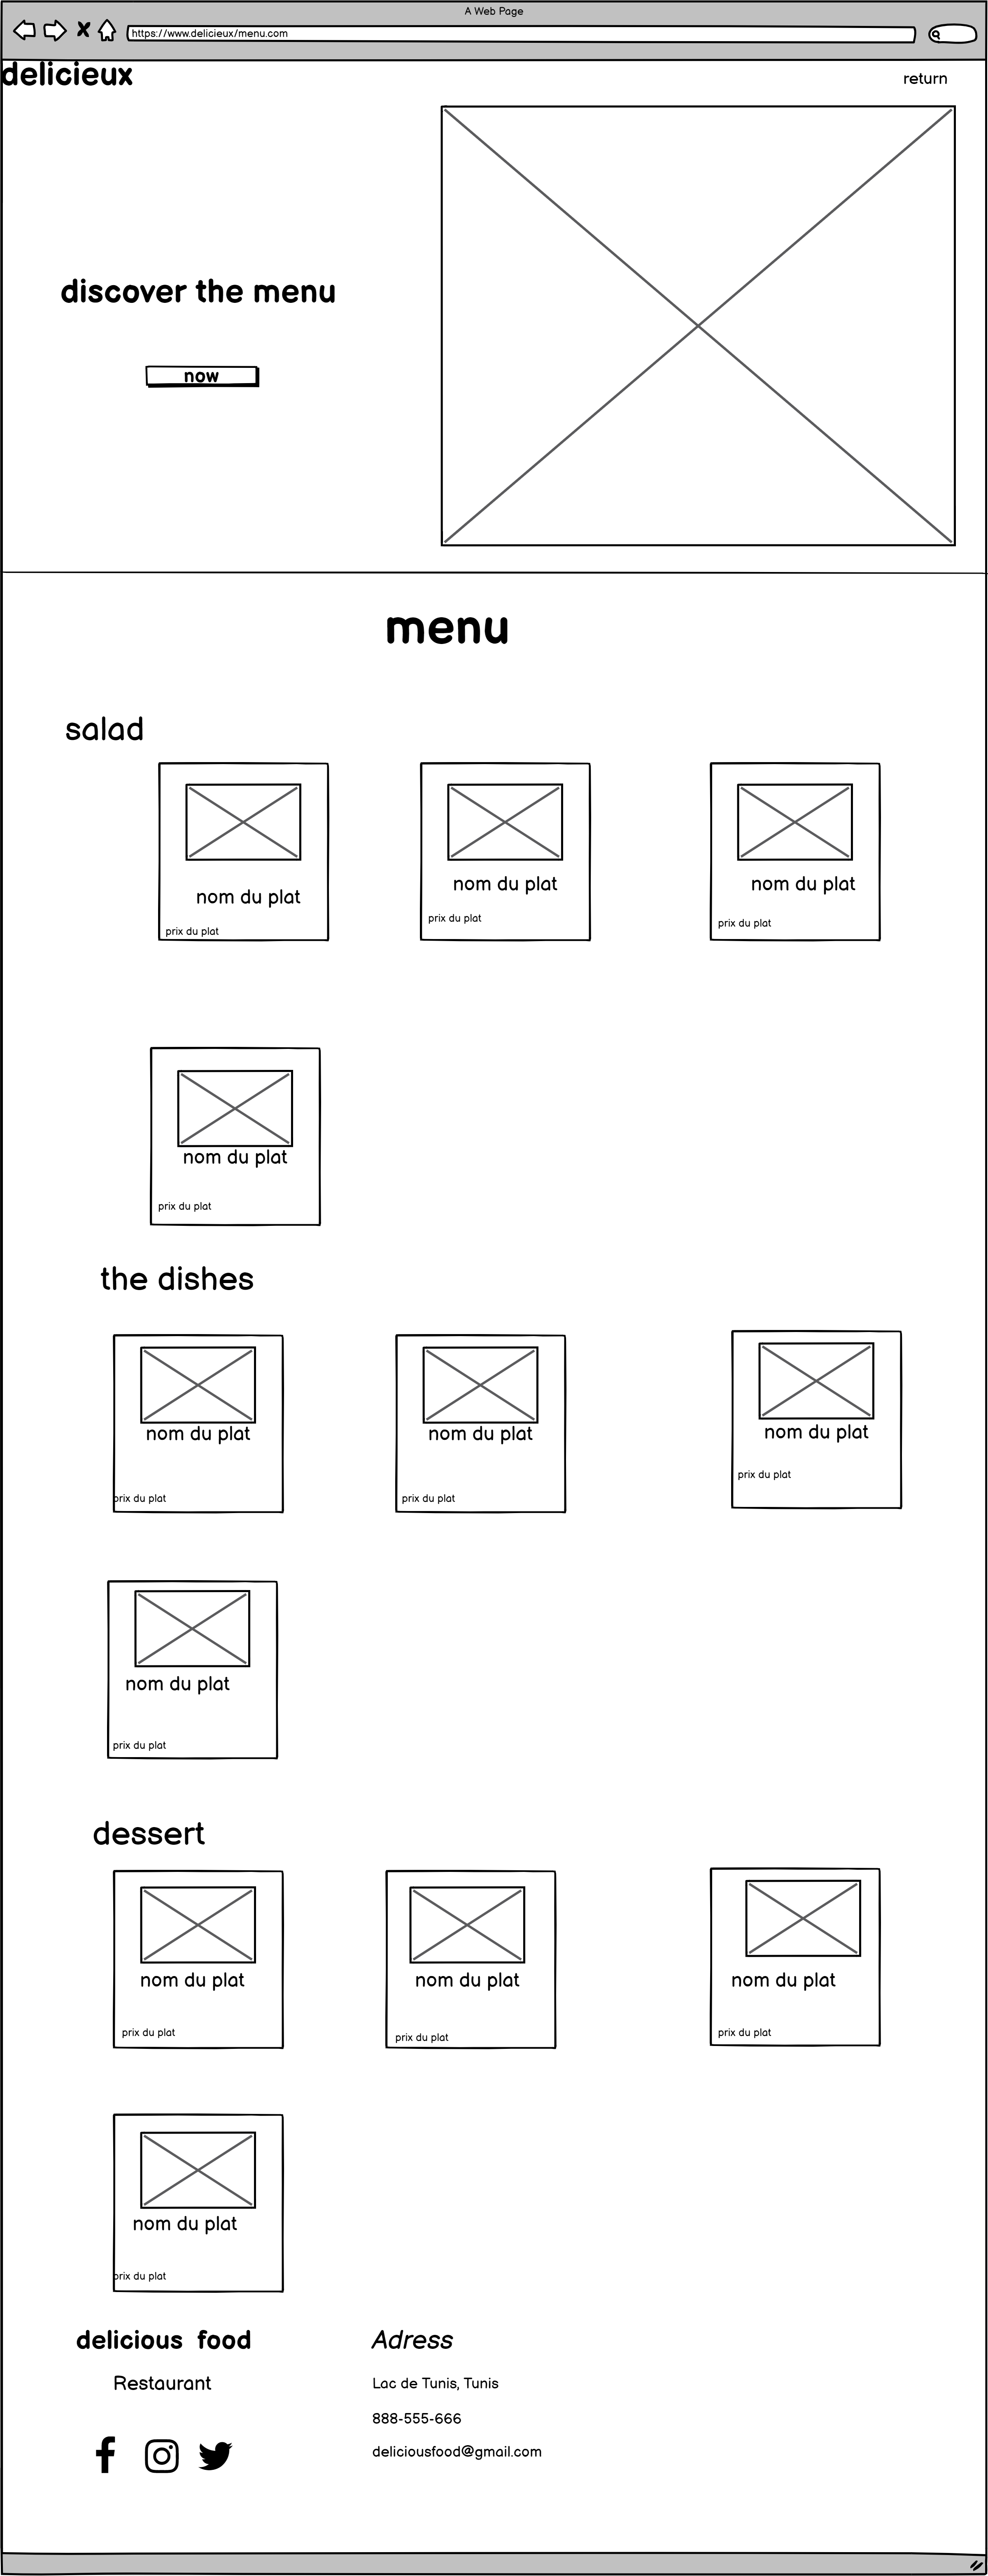 A Web Page
https://www.delicieux/menu.com
delicieux
return
discover the menu
now
menu
salad
nom du plat
nom du plat
nom du plat
prix du plat
prix du plat
prix du plat
nom du plat
prix du plat
the dishes
nom du plat
nom du plat
nom du plat
prix du plat
prix du plat
prix du plat
nom du plat
prix du plat
dessert
nom du plat
nom du plat
nom du plat
prix du plat
prix du plat
prix du plat
nom du plat
prix du plat
delicious food
Restaurant
Adress
Lac de Tunis, Tunis
888-555-666
deliciousfood@gmail.com